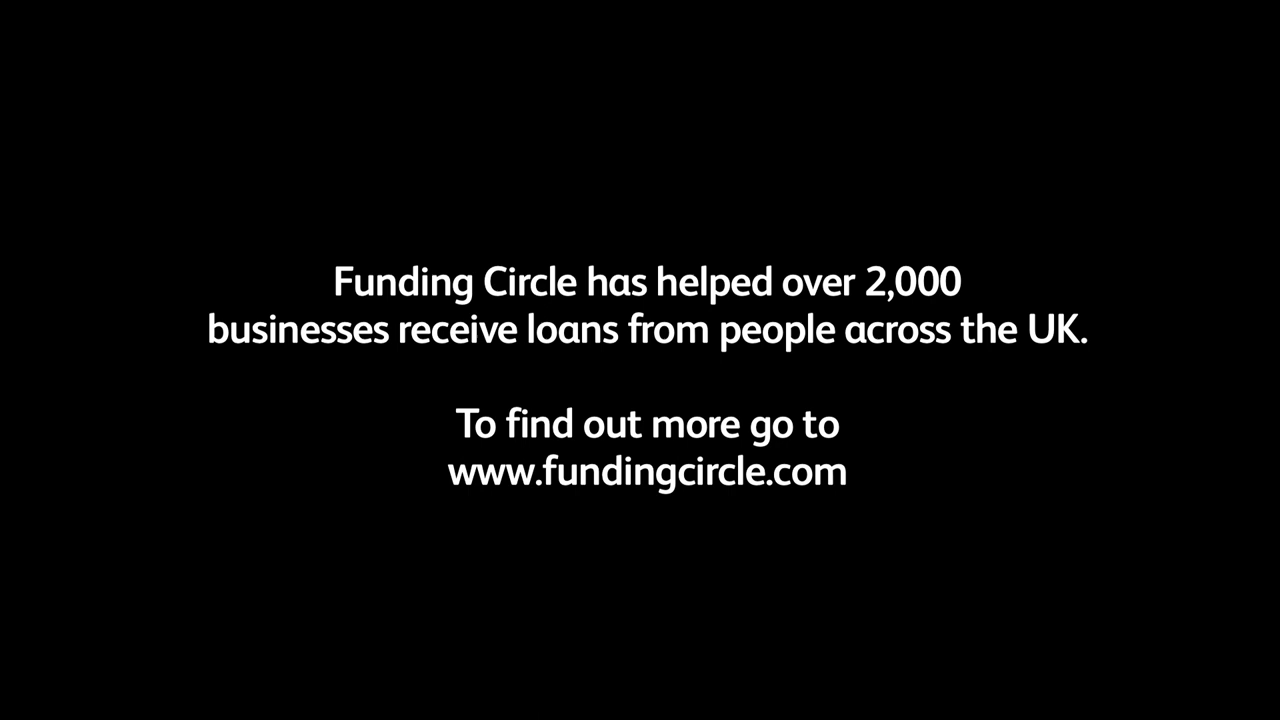 Funding Circle has helped over 2,000
businesses receive loans from people across the UK.
To find out more go to
www.fundingcircle.com